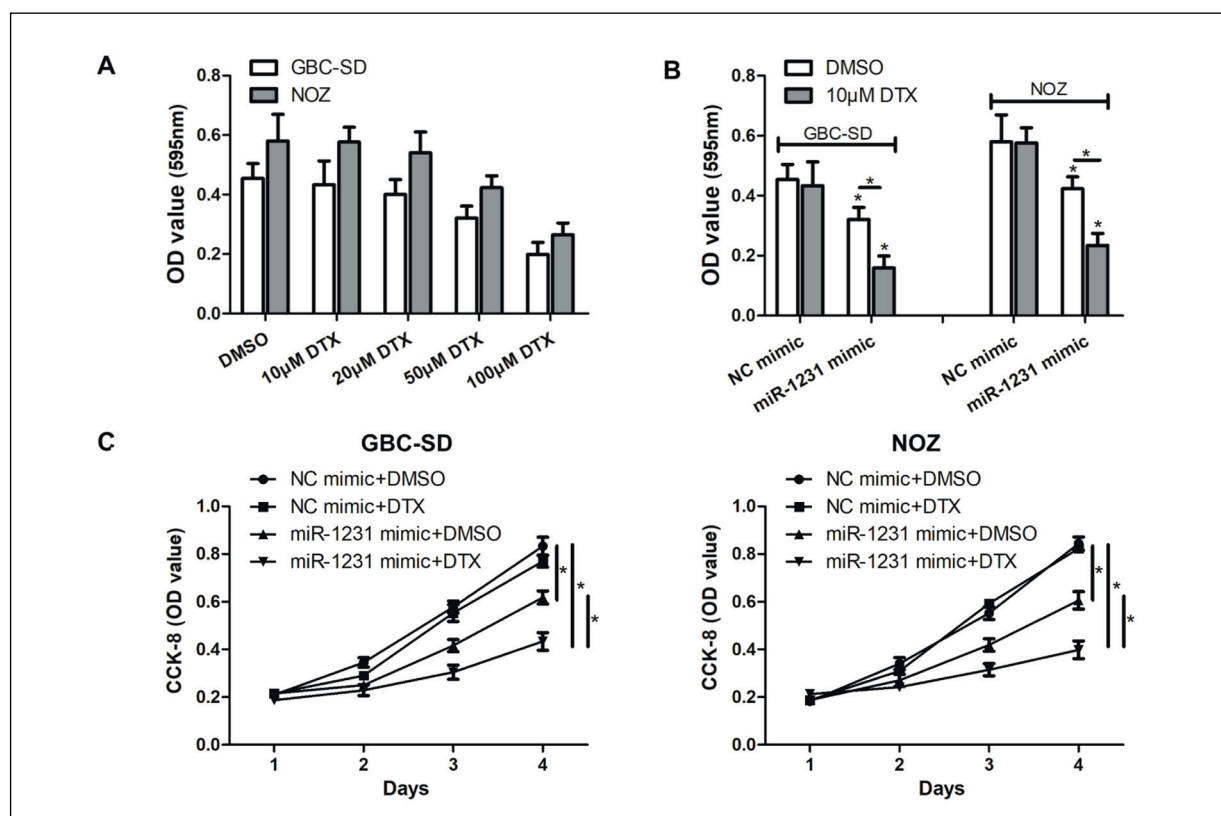 A
GBC-SD
NOZ
OD value (595nm)
0.8
0.6
0.4
0.2
0.0
DMSO
10μM DTX
20μM DTX
50μM DTX
100μM DTX
B
DMSO
10μM DTX
OD value (595nm)
0.8
0.6
0.4
0.2
0.0
GBC-SD
NOZ
*
*
*
*
*
*
NC mimic
miR-1231 mimic
NC mimic
miR-1231 mimic
C
GBC-SD
NC mimic+DMSO
NC mimic+DTX
miR-1231 mimic+DMSO
miR-1231 mimic+DTX
CCK-8 (OD value)
1.0
0.8
0.6
0.4
0.2
0.0
*
*
*
1 2 3 4
Days
NOZ
NC mimic+DMSO
NC mimic+DTX
miR-1231 mimic+DMSO
miR-1231 mimic+DTX
CCK-8 (OD value)
1.0
0.8
0.6
0.4
0.2
0.0
*
*
*
1 2 3 4
Days